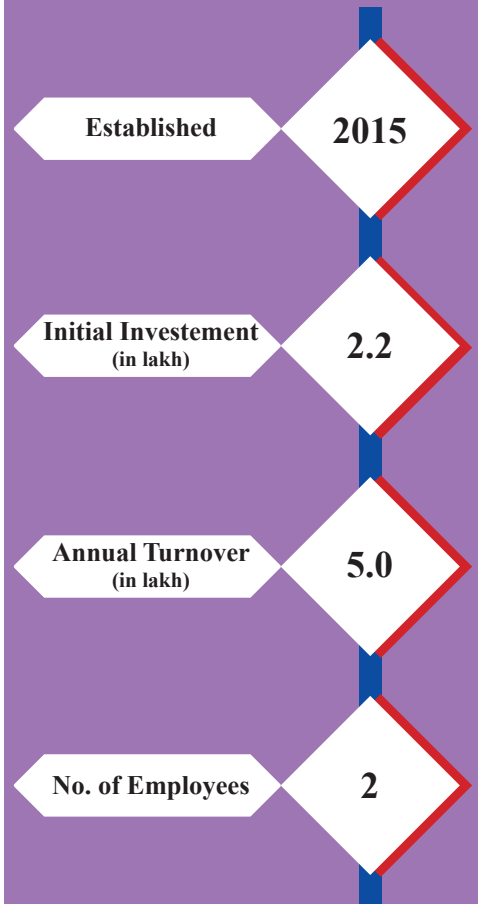 Established
2015
Initial Investement
(in lakh)
2.2
Annual Turnover
(in lakh)
5.0
No. of Employees
2